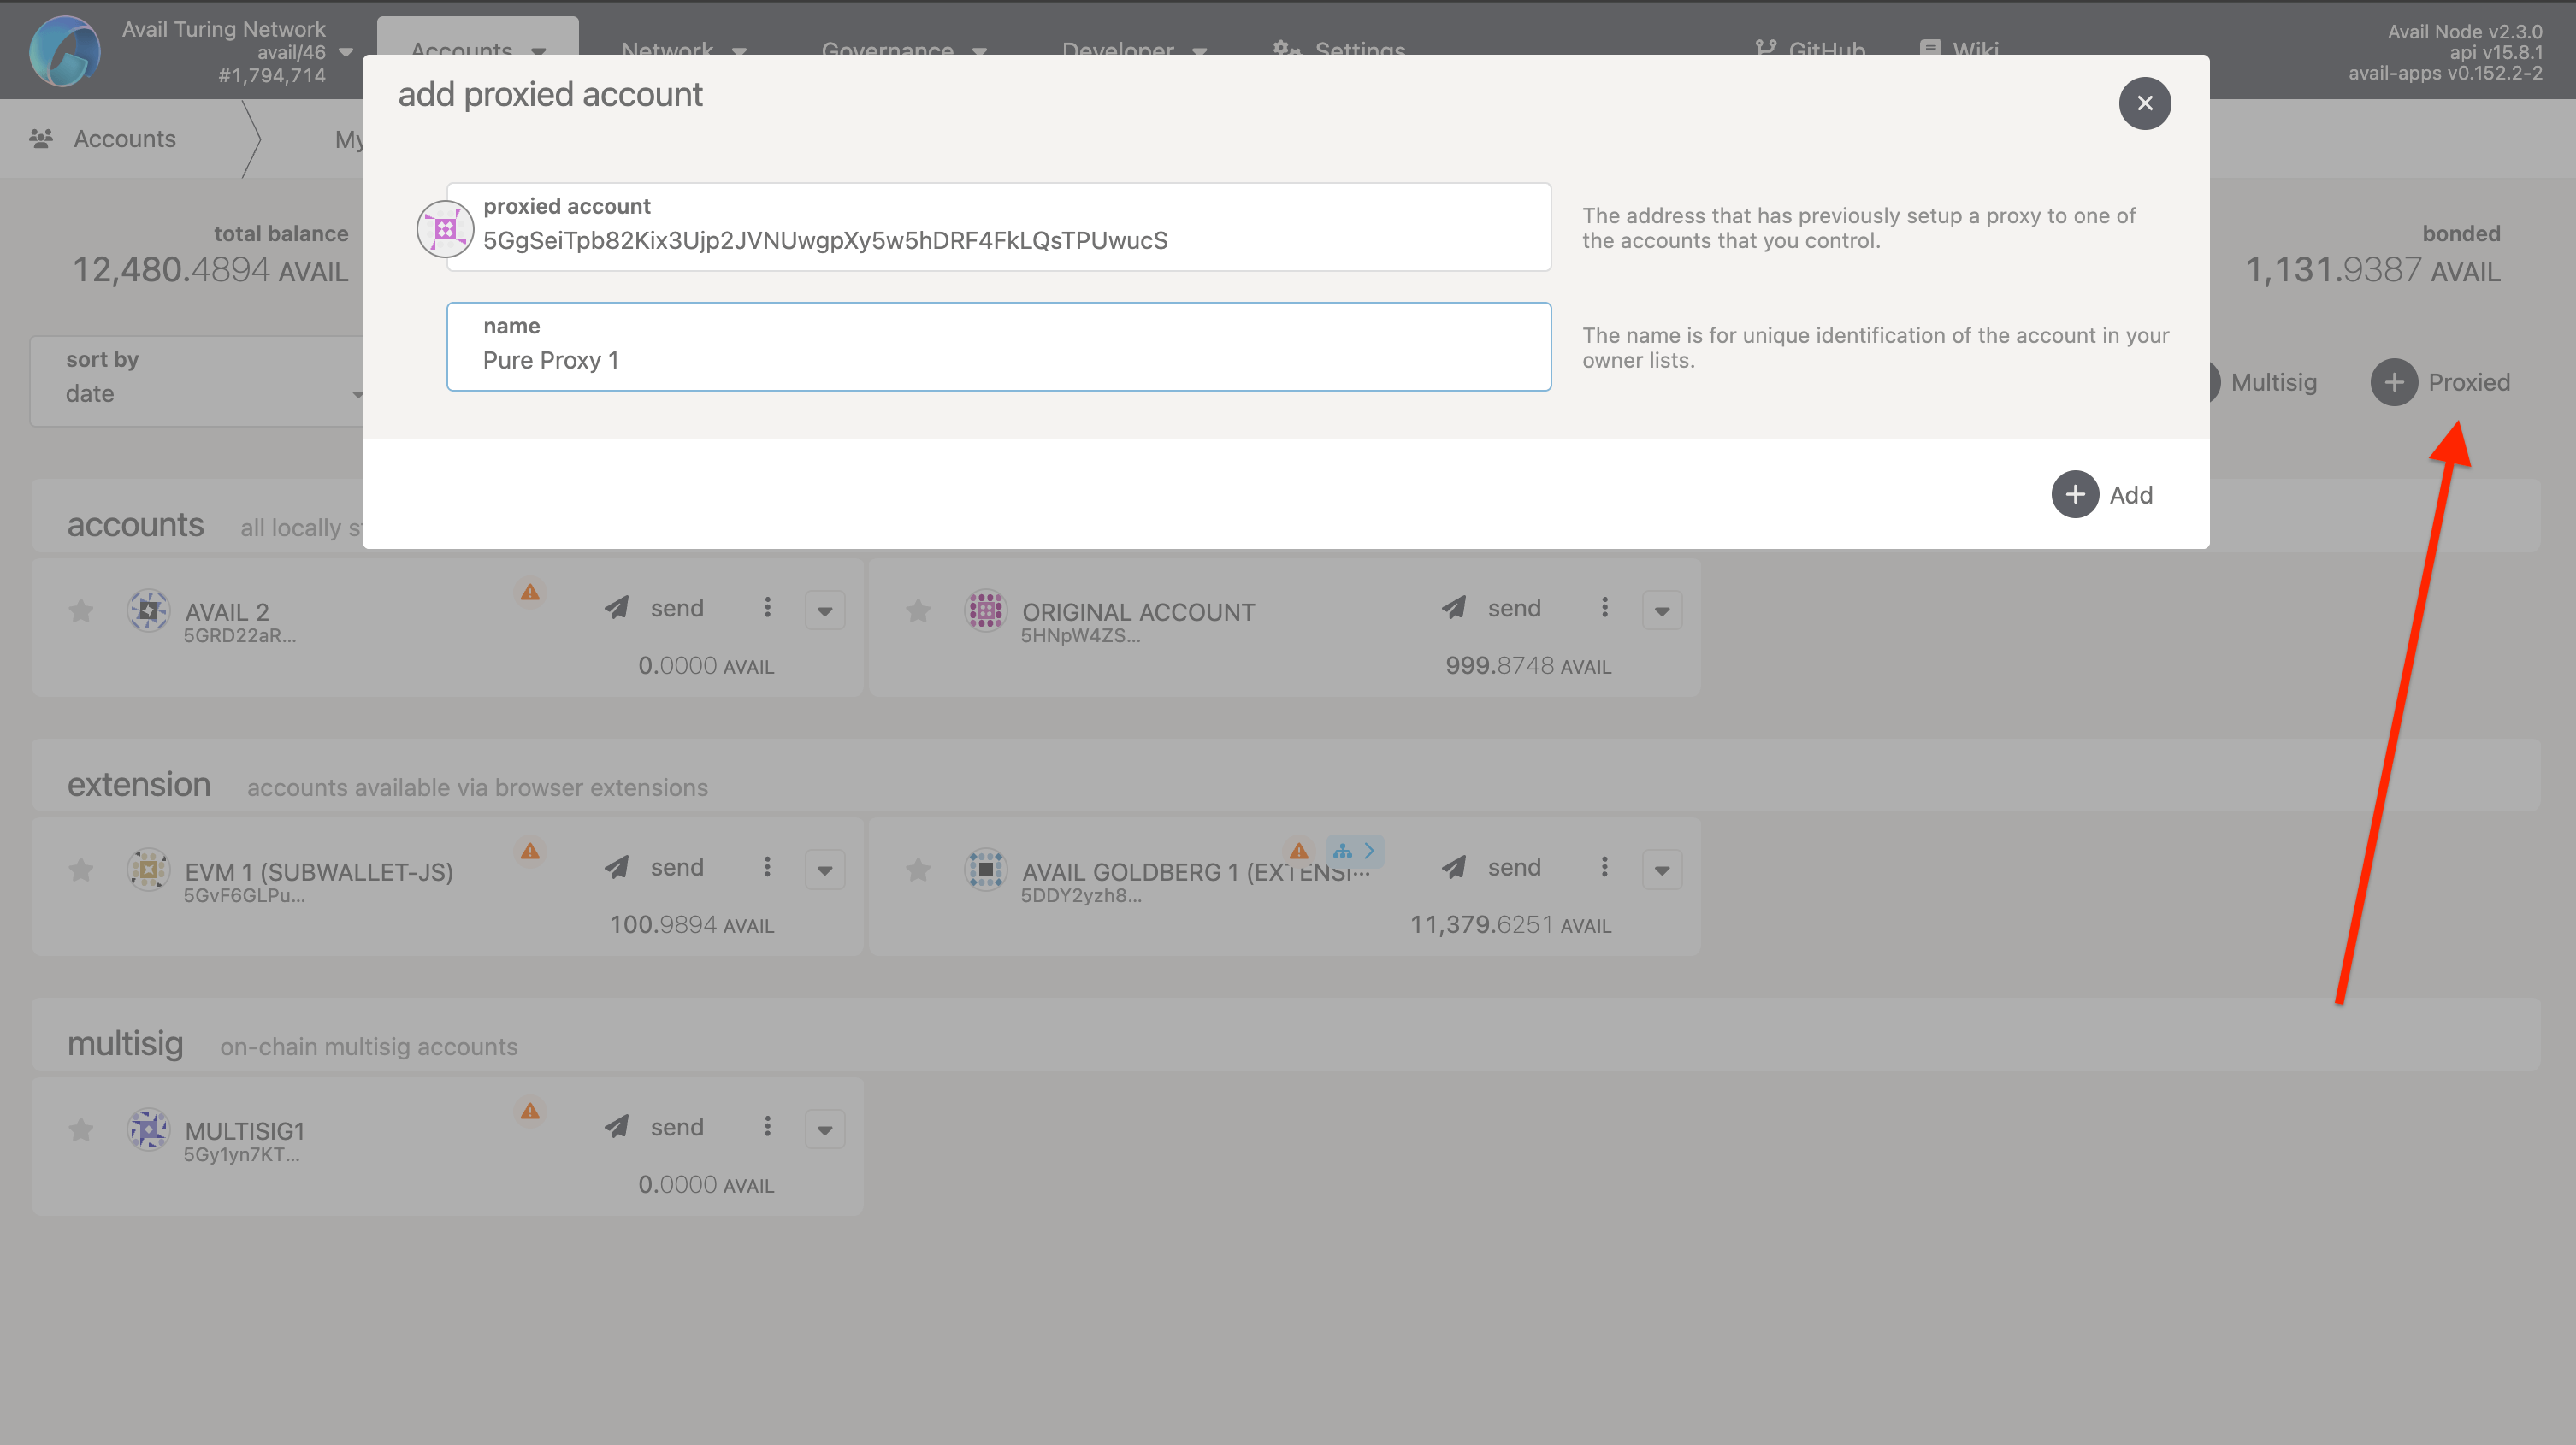 Avail Turing Network
avail/46
#1,794,714
Accounts
Network
Governance
Developer
Settings
GitHub
Wiki
Avail Node v2.3.0
api v15.8.1
avail-apps v0.152.2-2
add proxied account
Accounts
My
proxied account
5GgSeiTpb82Kix3Ujp2JVNUwgpXy5w5hDRF4FkLQsTPUwucS
The address that has previously setup a proxy to one of
the accounts that you control.
total balance
12,480.4894 AVAIL
bonded
1,131.9387 AVAIL
name
Pure Proxy 1
The name is for unique identification of the account in your
owner lists.
sort by
date
Multisig
Proxied
Add
accounts
all locally s
AVAIL 2
5GRD22aR...
send
0.0000 AVAIL
ORIGINAL ACCOUNT
5HNpW4ZS...
send
999.8748 AVAIL
extension
accounts available via browser extensions
EVM 1 (SUBWALLET-JS)
5GvF6GLPu...
send
100.9894 AVAIL
AVAIL GOLDBERG 1 (EXTENSI...
5DDY2yzh8...
send
11,379.6251 AVAIL
multisig
on-chain multisig accounts
MULTISIG1
5Gy1yn7KT...
send
0.0000 AVAIL